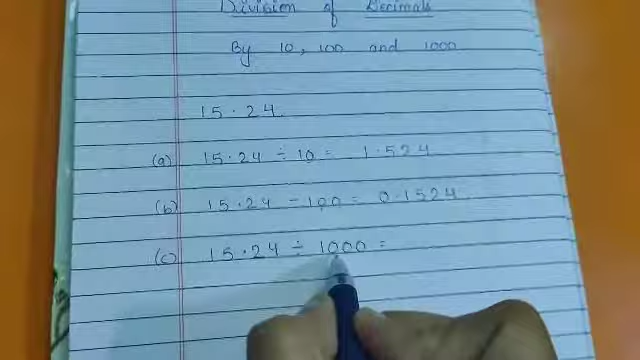 Division of Decimals
By 10, 100 and 1000
15.24
(a) 15.24 ÷ 10 = 1.524
(b) 15.24 ÷ 100 = 0.1524
(c) 15.24 ÷ 1000 =